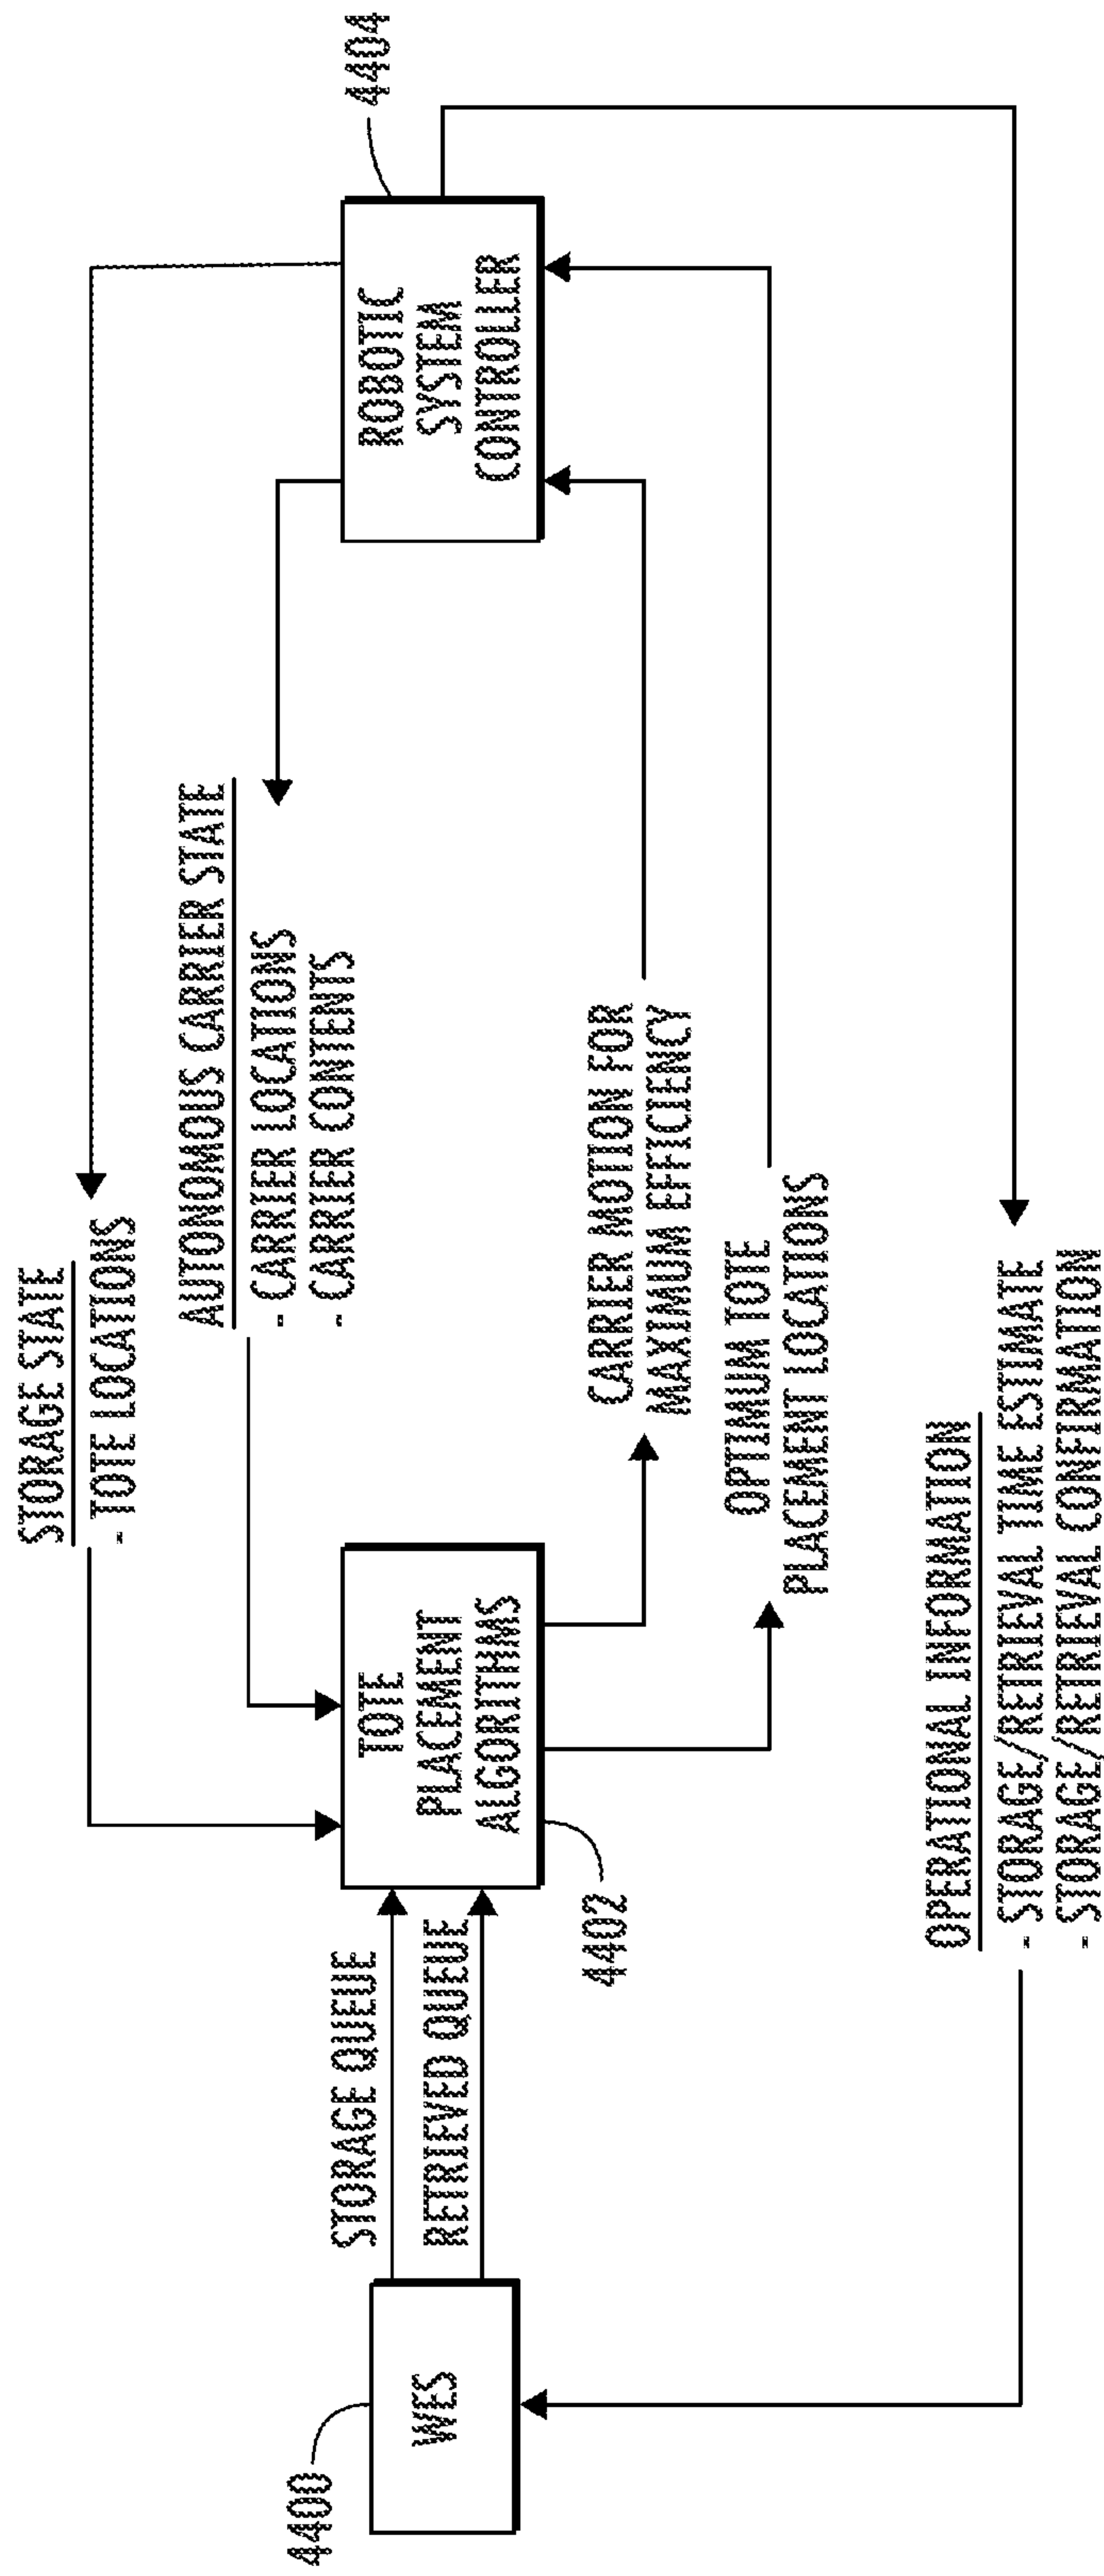 STORAGE STATE
- TOTE LOCATIONS
AUTONOMOUS CARRIER STATE
- CARRIER LOCATIONS
- CARRIER CONTENTS
4400
WES
STORAGE QUEUE
RETRIEVED QUEUE
TOTE
PLACEMENT
ALGORITHMS
4402
ROBOTIC
SYSTEM
CONTROLLER
4404
CARRIER MOTION FOR
MAXIMUM EFFICIENCY
OPTIMUM TOTE
PLACEMENT LOCATIONS
OPERATIONAL INFORMATION
- STORAGE/RETRIEVAL TIME ESTIMATE
- STORAGE/RETRIEVAL CONFIRMATION